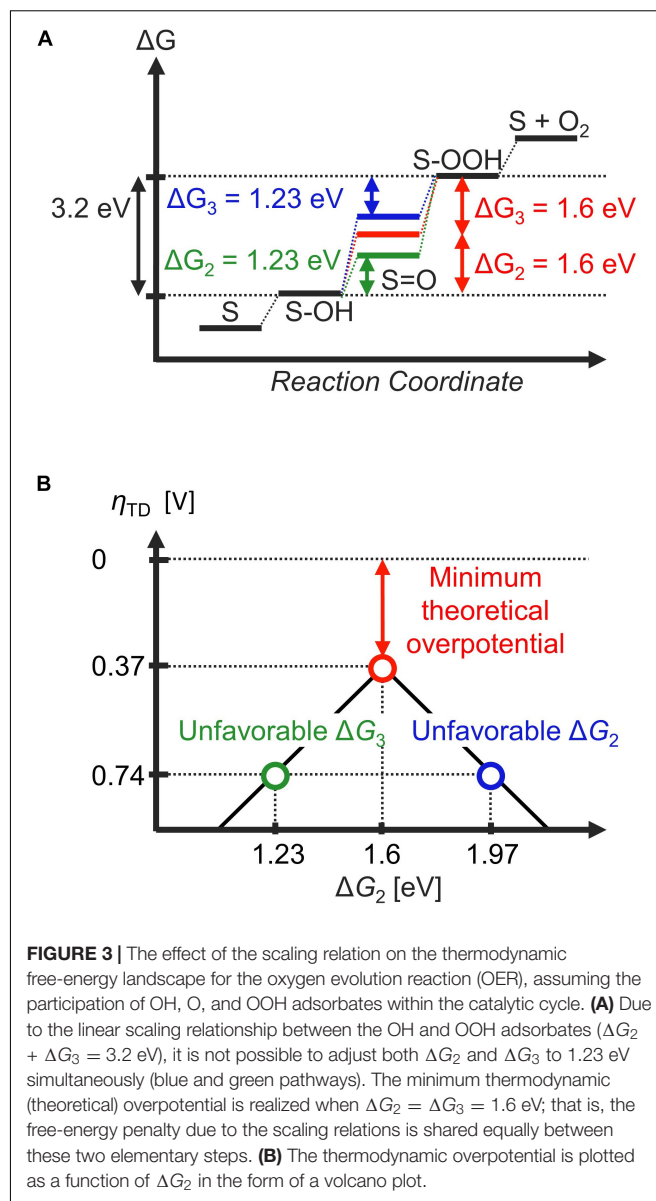 A
ΔG
S + O₂
S-OOH
3.2 eV
ΔG₃ = 1.23 eV
ΔG₃ = 1.6 eV
ΔG₂ = 1.23 eV
ΔG₂ = 1.6 eV
S=O
S
S-OH
Reaction Coordinate
B
η_TD [V]
0
Minimum
theoretical
overpotential
0.37
Unfavorable ΔG₃
Unfavorable ΔG₂
0.74
1.23
1.6
1.97
ΔG₂ [eV]
FIGURE 3 | The effect of the scaling relation on the thermodynamic
free-energy landscape for the oxygen evolution reaction (OER), assuming the
participation of OH, O, and OOH adsorbates within the catalytic cycle. (A) Due
to the linear scaling relationship between the OH and OOH adsorbates (ΔG₂
+ ΔG₃ = 3.2 eV), it is not possible to adjust both ΔG₂ and ΔG₃ to 1.23 eV
simultaneously (blue and green pathways). The minimum thermodynamic
(theoretical) overpotential is realized when ΔG₂ = ΔG₃ = 1.6 eV; that is, the
free-energy penalty due to the scaling relations is shared equally between
these two elementary steps. (B) The thermodynamic overpotential is plotted
as a function of ΔG₂ in the form of a volcano plot.